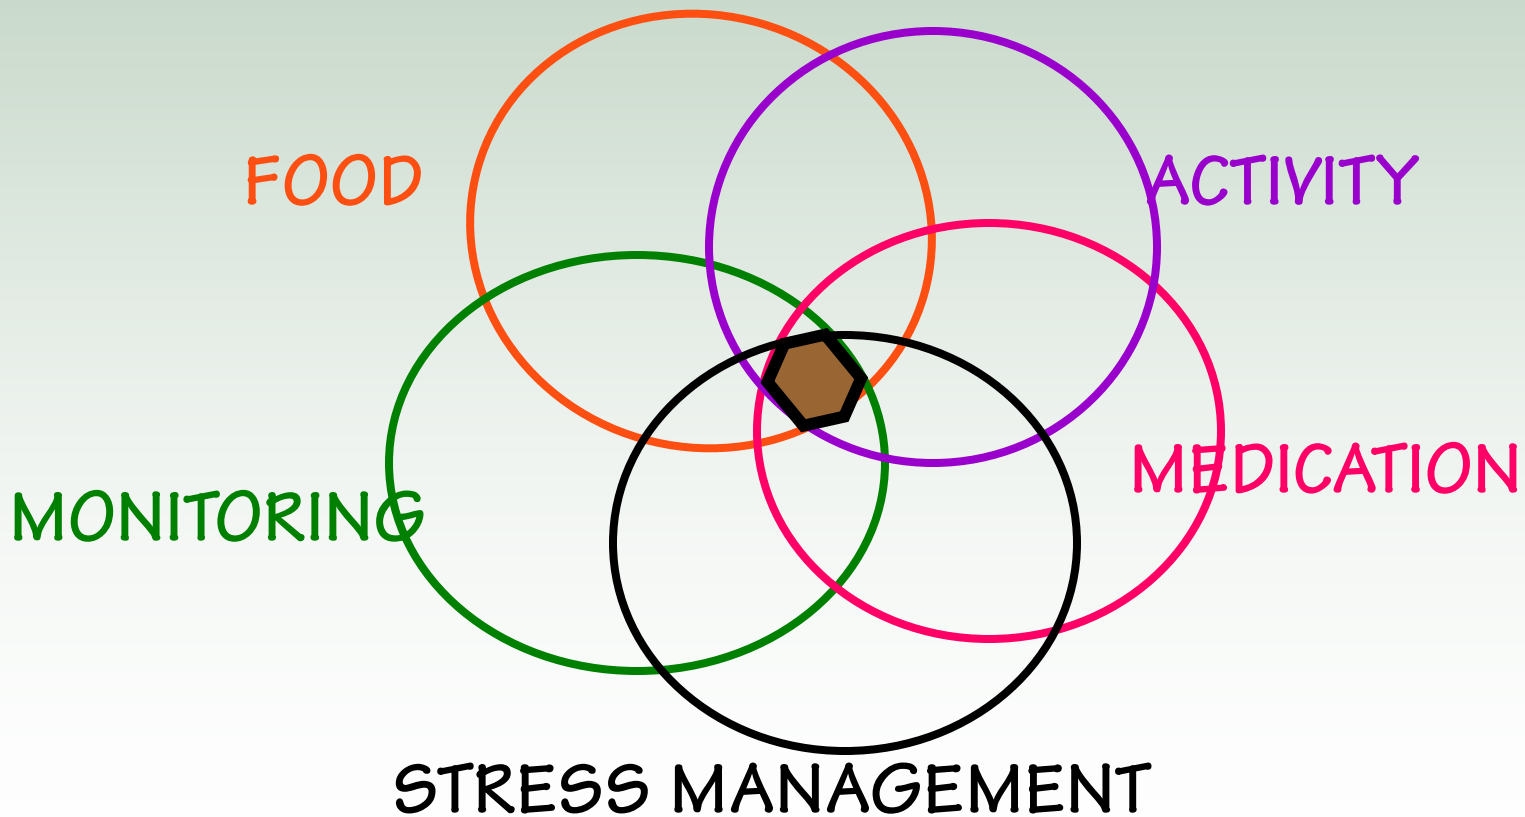 FOOD
ACTIVITY
MEDICATION
MONITORING
STRESS MANAGEMENT